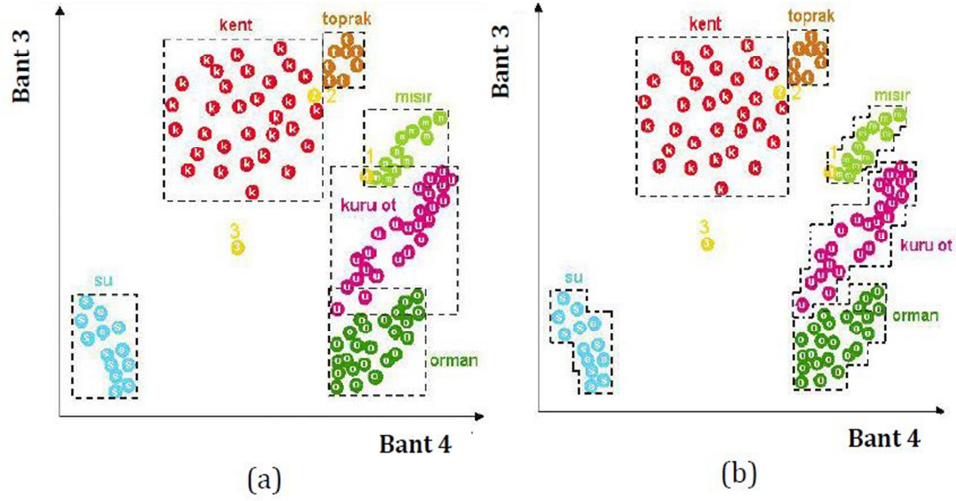 Bant 3
kent
toprak
2
mısır
1
kuru ot
3
su
orman
Bant 4
(a)
Bant 3
kent
toprak
2
mısır
1
3
kuru ot
su
orman
Bant 4
(b)